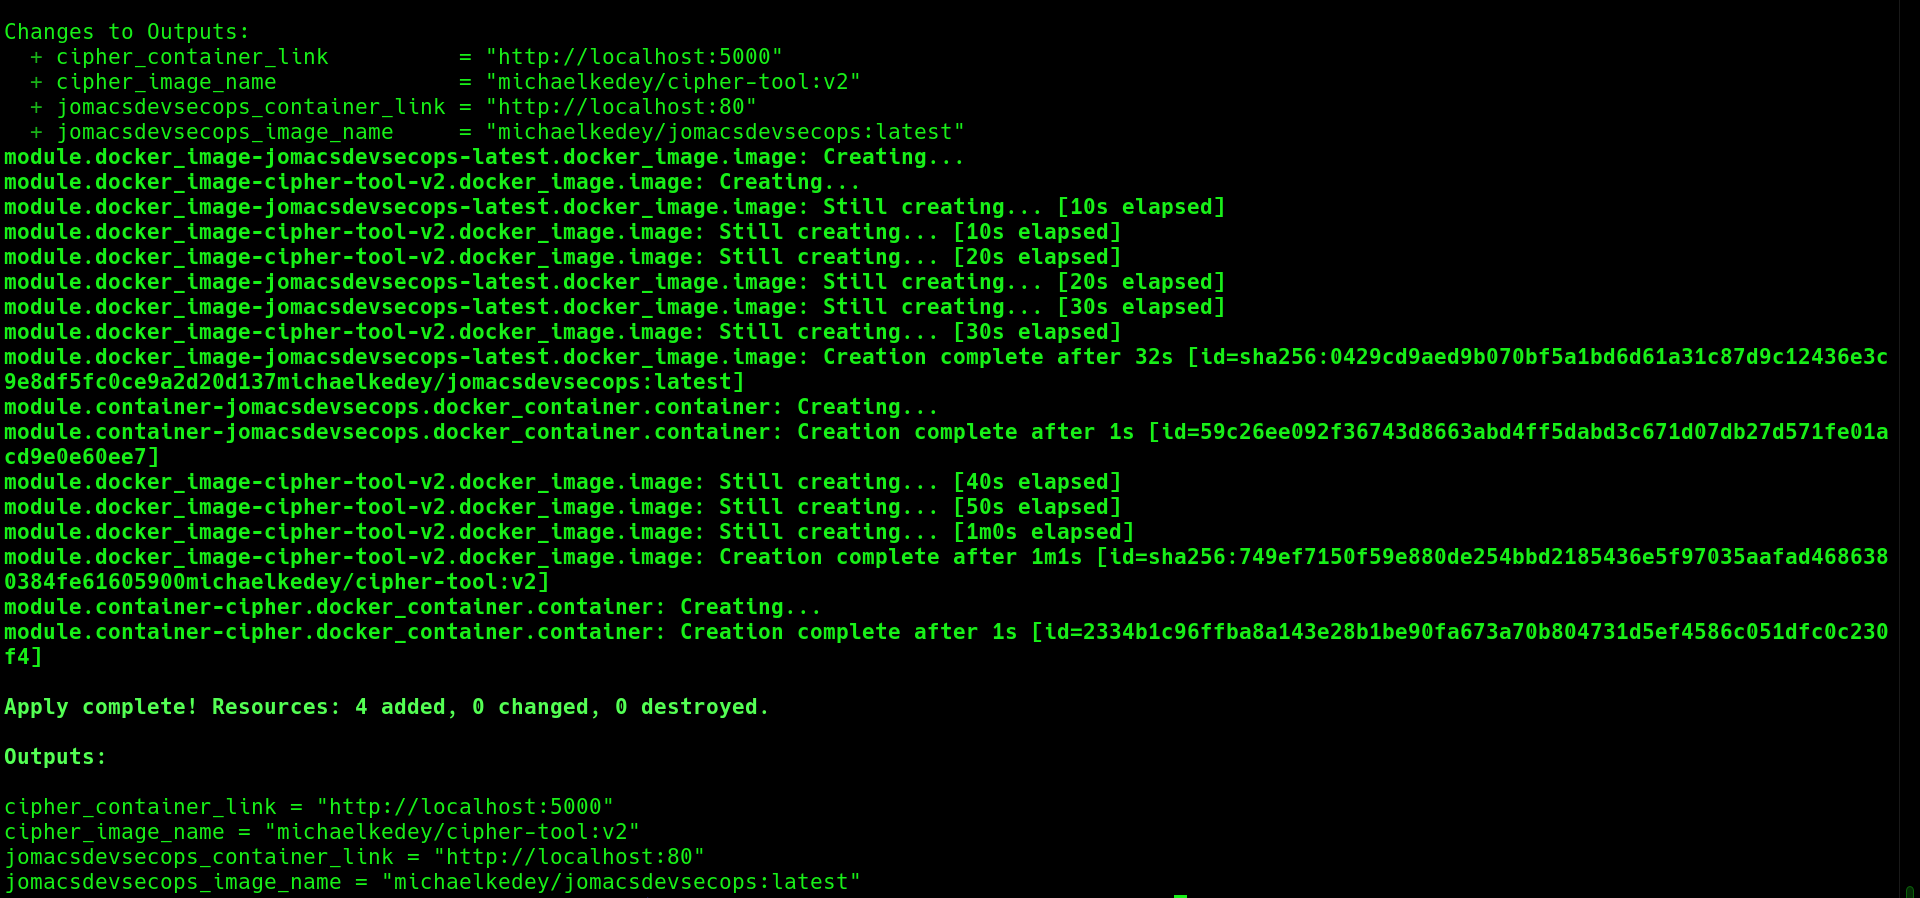 Changes to Outputs:
  + cipher_container_link          = "http://localhost:5000"
  + cipher_image_name              = "michaelkedey/cipher-tool:v2"
  + jomacsdevsecops_container_link = "http://localhost:80"
  + jomacsdevsecops_image_name     = "michaelkedey/jomacsdevsecops:latest"
module.docker_image-jomacsdevsecops-latest.docker_image.image: Creating...
module.docker_image-cipher-tool-v2.docker_image.image: Creating...
module.docker_image-jomacsdevsecops-latest.docker_image.image: Still creating... [10s elapsed]
module.docker_image-cipher-tool-v2.docker_image.image: Still creating... [10s elapsed]
module.docker_image-cipher-tool-v2.docker_image.image: Still creating... [20s elapsed]
module.docker_image-jomacsdevsecops-latest.docker_image.image: Still creating... [20s elapsed]
module.docker_image-jomacsdevsecops-latest.docker_image.image: Still creating... [30s elapsed]
module.docker_image-cipher-tool-v2.docker_image.image: Still creating... [30s elapsed]
module.docker_image-jomacsdevsecops-latest.docker_image.image: Creation complete after 32s [id=sha256:0429cd9aed9b070bf5a1bd6d61a31c87d9c12436e3c
9e8df5fc0ce9a2d20d137michaelkedey/jomacsdevsecops:latest]
module.container-jomacsdevsecops.docker_container.container: Creating...
module.container-jomacsdevsecops.docker_container.container: Creation complete after 1s [id=59c26ee092f36743d8663abd4ff5dabd3c671d07db27d571fe01a
cd9e0e60ee7]
module.docker_image-cipher-tool-v2.docker_image.image: Still creating... [40s elapsed]
module.docker_image-cipher-tool-v2.docker_image.image: Still creating... [50s elapsed]
module.docker_image-cipher-tool-v2.docker_image.image: Still creating... [1m0s elapsed]
module.docker_image-cipher-tool-v2.docker_image.image: Creation complete after 1m1s [id=sha256:749ef7150f59e880de254bbd2185436e5f97035aafad468638
0384fe61605900michaelkedey/cipher-tool:v2]
module.container-cipher.docker_container.container: Creating...
module.container-cipher.docker_container.container: Creation complete after 1s [id=2334b1c96ffba8a143e28b1be90fa673a70b804731d5ef4586c051dfc0c230
f4]

Apply complete! Resources: 4 added, 0 changed, 0 destroyed.

Outputs:

cipher_container_link = "http://localhost:5000"
cipher_image_name = "michaelkedey/cipher-tool:v2"
jomacsdevsecops_container_link = "http://localhost:80"
jomacsdevsecops_image_name = "michaelkedey/jomacsdevsecops:latest"